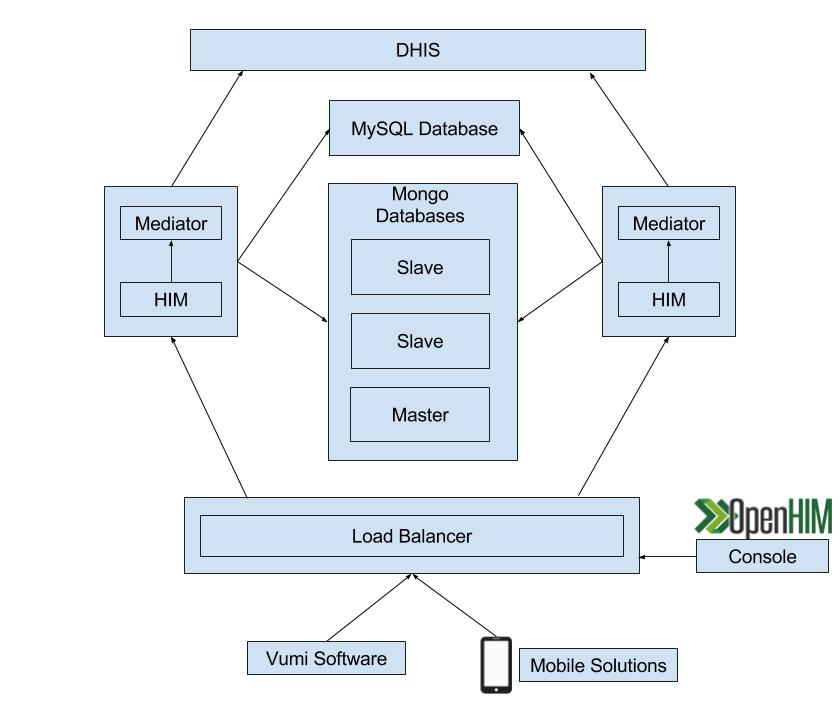 DHIS
MySQL Database
Mongo
Databases
Mediator
HIM
Slave
Slave
Master
Mediator
HIM
Load Balancer
OpenHIM
Console
Vumi Software
Mobile Solutions